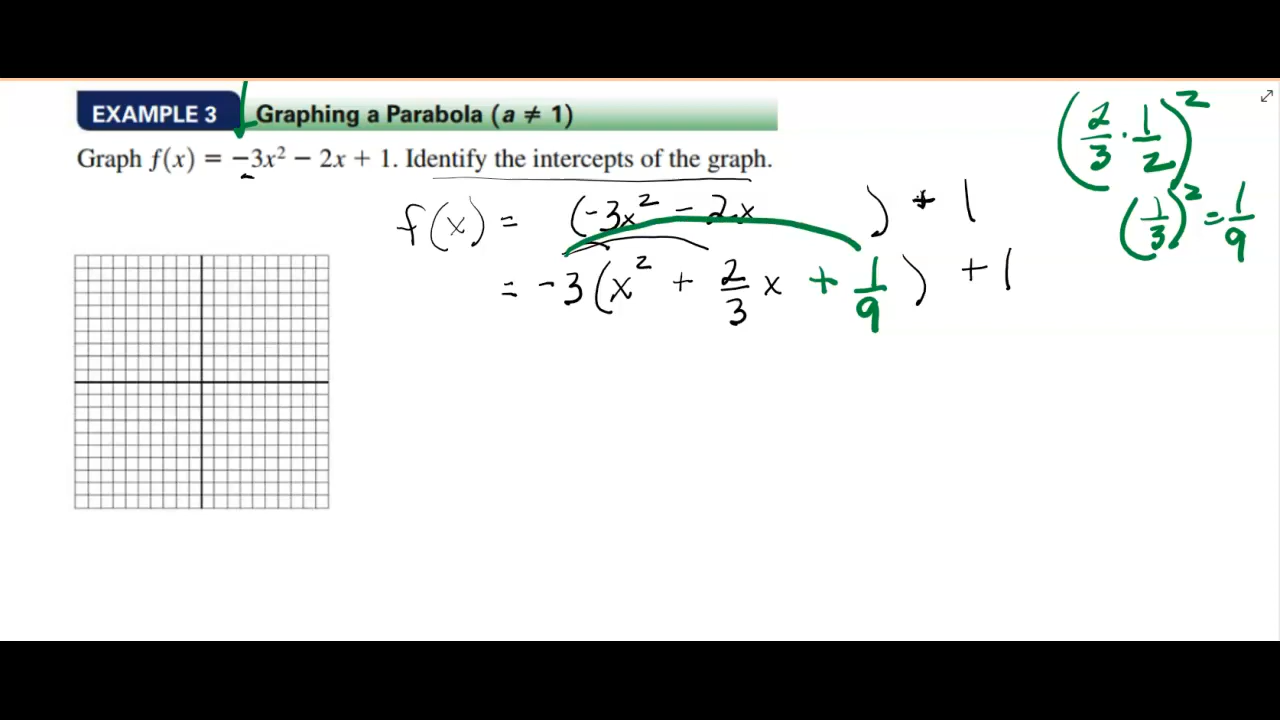 EXAMPLE 3 Graphing a Parabola (a ≠ 1)
Graph f(x) = −3x² − 2x + 1. Identify the intercepts of the graph.
f(x) = (-3x² - 2x ) + 1
= -3(x² + 2/3 x + 1/9 ) + 1
(2/3 · 1/2)²
(1/3)² = 1/9